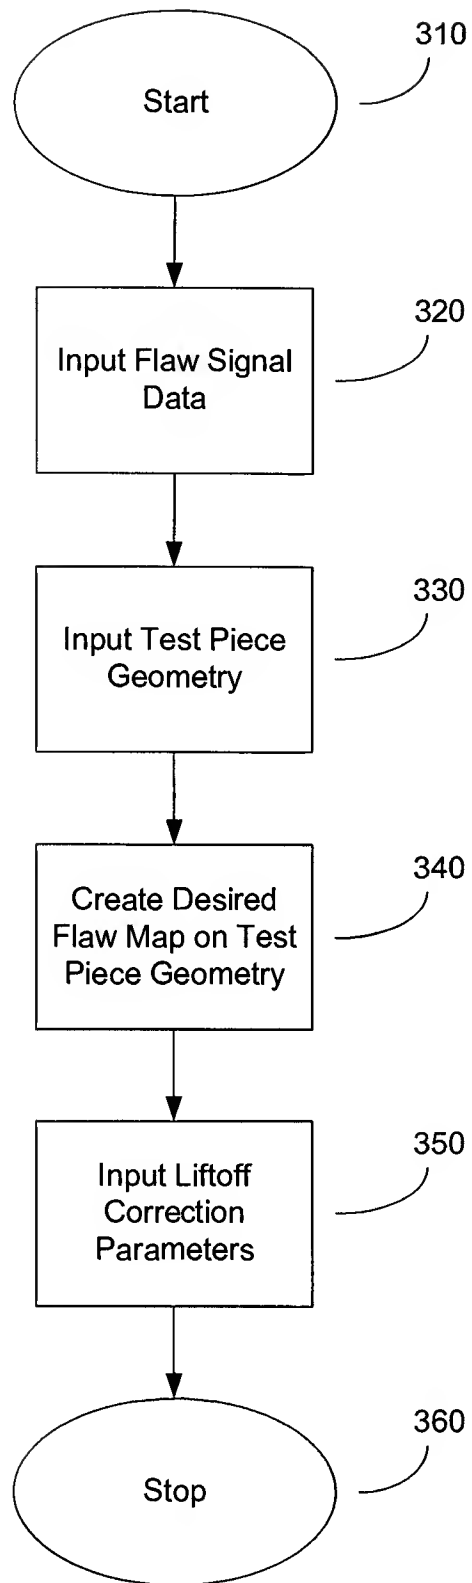 310
Start
320
Input Flaw Signal
Data
330
Input Test Piece
Geometry
340
Create Desired
Flaw Map on Test
Piece Geometry
350
Input Liftoff
Correction
Parameters
360
Stop